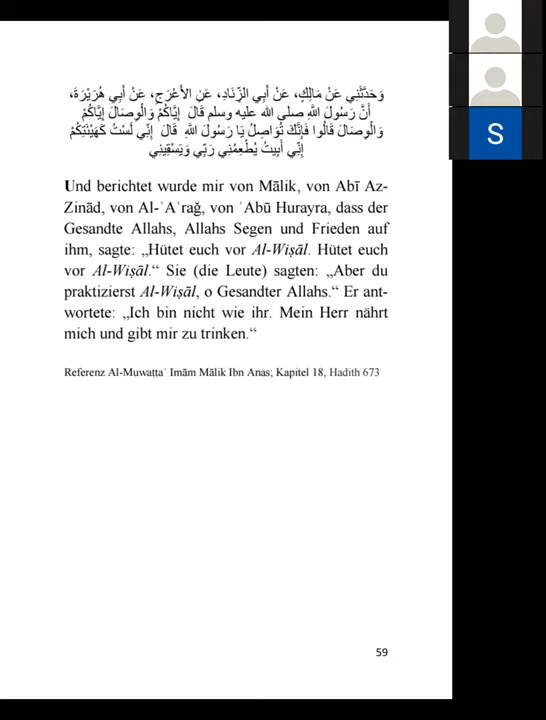 وَحَدَّثَنِي عَنْ مَالِكٍ، عَنْ أَبِي الزِّنَادِ، عَنِ الأَعْرَجِ، عَنْ أَبِي هُرَيْرَةَ،
أَنَّ رَسُولَ اللَّهِ صلى الله عليه وسلم قَالَ إِيَّاكُمْ وَالْوِصَالَ إِيَّاكُمْ
وَالْوِصَالَ قَالُوا فَإِنَّكَ تُوَاصِلُ يَا رَسُولَ اللَّهِ قَالَ إِنِّي لَسْتُ كَهَيْئَتِكُمْ
إِنِّي أَبِيتُ يُطْعِمُنِي رَبِّي وَيَسْقِينِي
Und berichtet wurde mir von Mālik, von Abī Az-
Zinād, von Al-ʾAʿraǧ, von ʾAbū Hurayra, dass der
Gesandte Allahs, Allahs Segen und Frieden auf
ihm, sagte: „Hütet euch vor Al-Wiṣāl. Hütet euch
vor Al-Wiṣāl.“ Sie (die Leute) sagten: „Aber du
praktizierst Al-Wiṣāl, o Gesandter Allahs.“ Er ant-
wortete: „Ich bin nicht wie ihr. Mein Herr nährt
mich und gibt mir zu trinken.“
Referenz Al-Muwaṭṭaʾ Imām Mālik Ibn Anas; Kapitel 18, Hadith 673
59
S